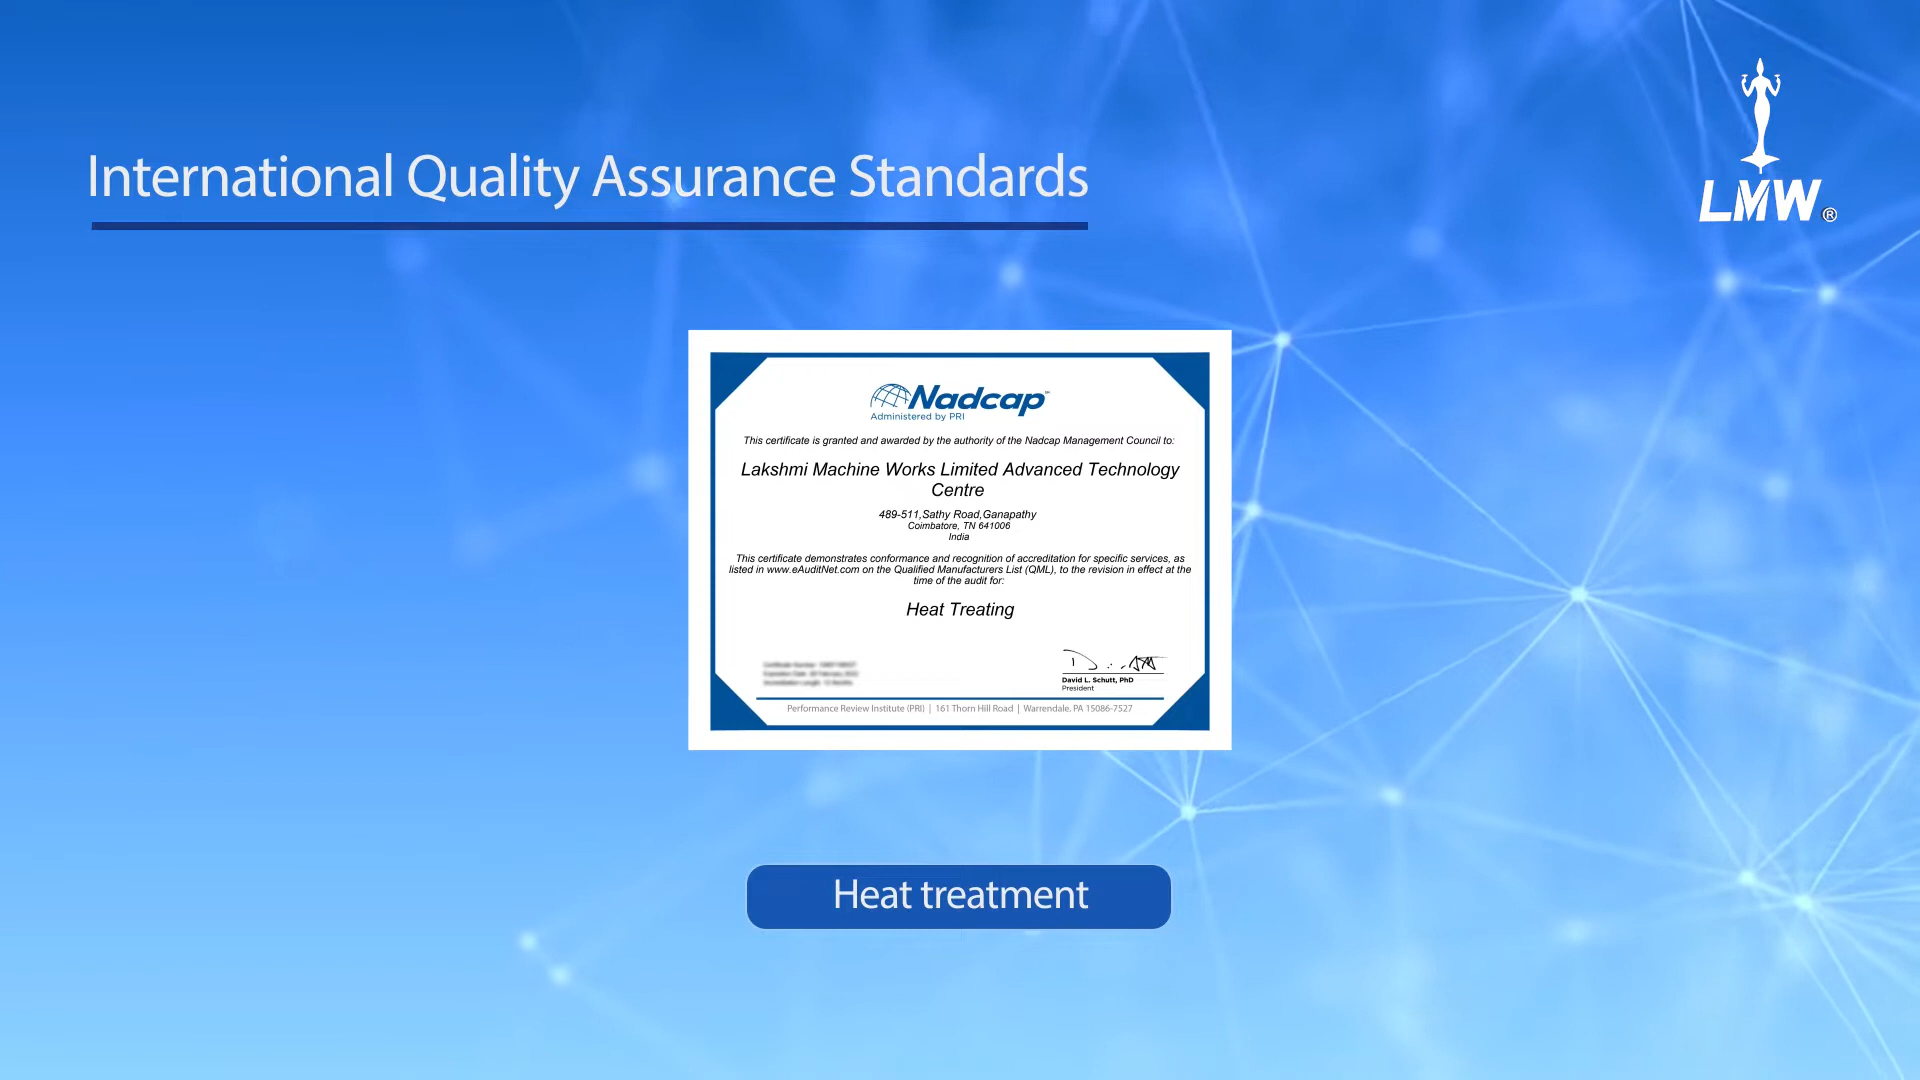 International Quality Assurance Standards
LMW®
Nadcap
Administered by PRI
This certificate is granted and awarded by the authority of the Nadcap Management Council to:
Lakshmi Machine Works Limited Advanced Technology
Centre
489-511,Sathy Road,Ganapathy
Coimbatore, TN 641006
India
This certificate demonstrates conformance and recognition of accreditation for specific services, as
listed in www.eAuditNet.com on the Qualified Manufacturers List (QML), to the revision in effect at the
time of the audit for:
Heat Treating
David L. Schutt, PhD
President
Performance Review Institute (PRI) | 161 Thorn Hill Road | Warrendale, PA 15086-7527
Heat treatment